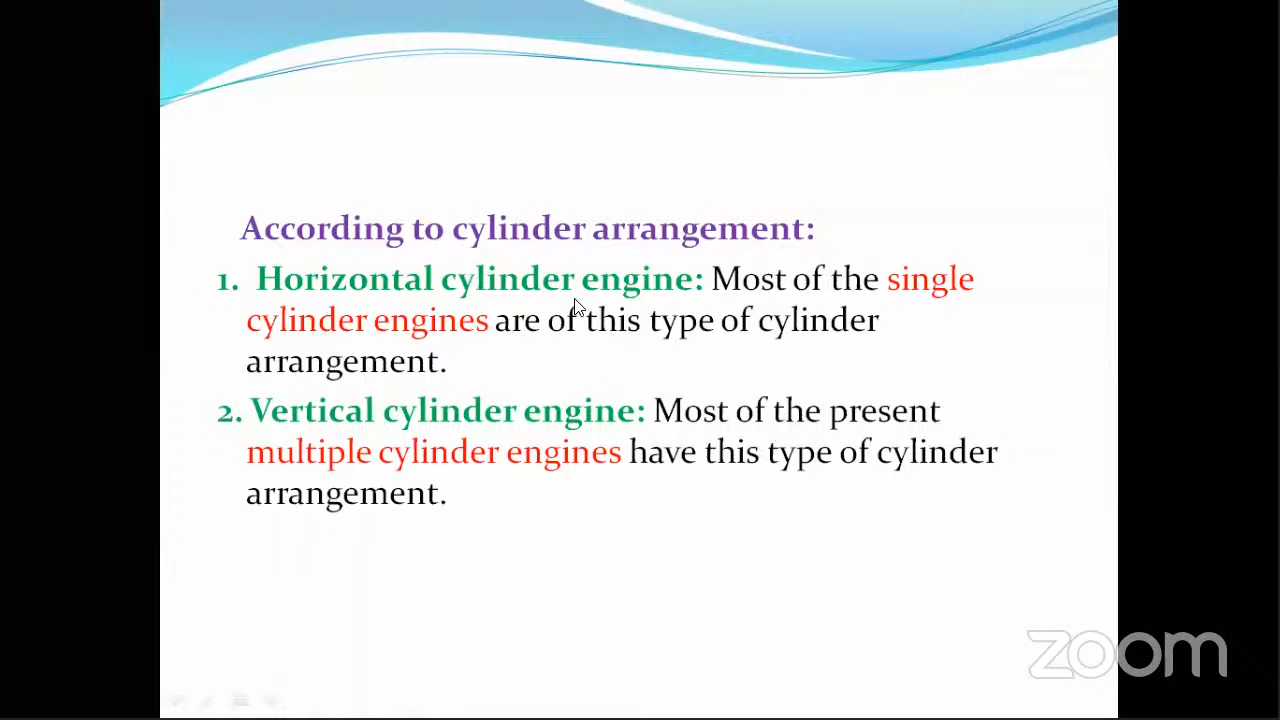 According to cylinder arrangement:
1. Horizontal cylinder engine: Most of the single
cylinder engines are of this type of cylinder
arrangement.
2. Vertical cylinder engine: Most of the present
multiple cylinder engines have this type of cylinder
arrangement.
zoom